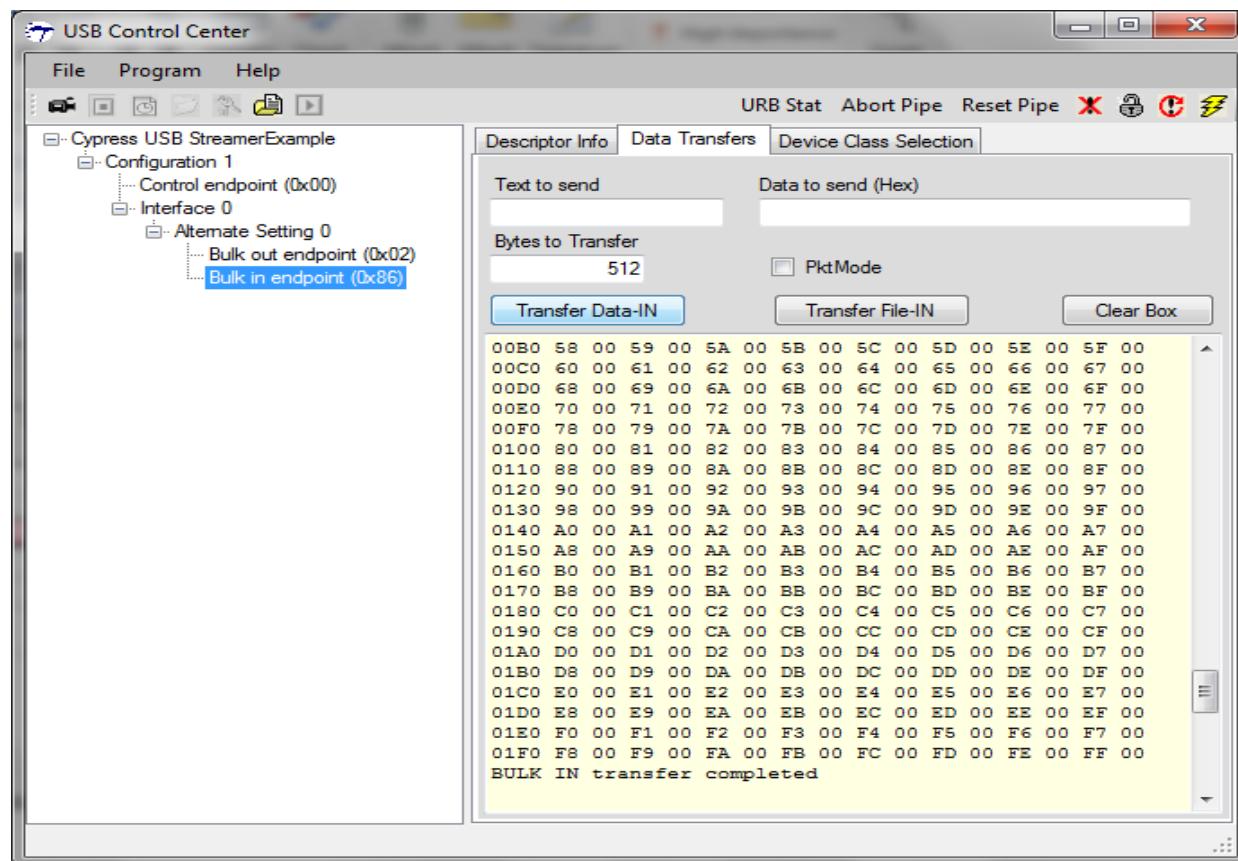 USB Control Center
File Program Help
URB Stat Abort Pipe Reset Pipe
Cypress USB StreamerExample
Configuration 1
Control endpoint (0x00)
Interface 0
Alternate Setting 0
Bulk out endpoint (0x02)
Bulk in endpoint (0x86)
Descriptor Info Data Transfers Device Class Selection
Text to send Data to send (Hex)
Bytes to Transfer
512 PktMode
Transfer Data-IN Transfer File-IN Clear Box
00B0 58 00 59 00 5A 00 5B 00 5C 00 5D 00 5E 00 5F 00
00C0 60 00 61 00 62 00 63 00 64 00 65 00 66 00 67 00
00D0 68 00 69 00 6A 00 6B 00 6C 00 6D 00 6E 00 6F 00
00E0 70 00 71 00 72 00 73 00 74 00 75 00 76 00 77 00
00F0 78 00 79 00 7A 00 7B 00 7C 00 7D 00 7E 00 7F 00
0100 80 00 81 00 82 00 83 00 84 00 85 00 86 00 87 00
0110 88 00 89 00 8A 00 8B 00 8C 00 8D 00 8E 00 8F 00
0120 90 00 91 00 92 00 93 00 94 00 95 00 96 00 97 00
0130 98 00 99 00 9A 00 9B 00 9C 00 9D 00 9E 00 9F 00
0140 A0 00 A1 00 A2 00 A3 00 A4 00 A5 00 A6 00 A7 00
0150 A8 00 A9 00 AA 00 AB 00 AC 00 AD 00 AE 00 AF 00
0160 B0 00 B1 00 B2 00 B3 00 B4 00 B5 00 B6 00 B7 00
0170 B8 00 B9 00 BA 00 BB 00 BC 00 BD 00 BE 00 BF 00
0180 C0 00 C1 00 C2 00 C3 00 C4 00 C5 00 C6 00 C7 00
0190 C8 00 C9 00 CA 00 CB 00 CC 00 CD 00 CE 00 CF 00
01A0 D0 00 D1 00 D2 00 D3 00 D4 00 D5 00 D6 00 D7 00
01B0 D8 00 D9 00 DA 00 DB 00 DC 00 DD 00 DE 00 DF 00
01C0 E0 00 E1 00 E2 00 E3 00 E4 00 E5 00 E6 00 E7 00
01D0 E8 00 E9 00 EA 00 EB 00 EC 00 ED 00 EE 00 EF 00
01E0 F0 00 F1 00 F2 00 F3 00 F4 00 F5 00 F6 00 F7 00
01F0 F8 00 F9 00 FA 00 FB 00 FC 00 FD 00 FE 00 FF 00
BULK IN transfer completed